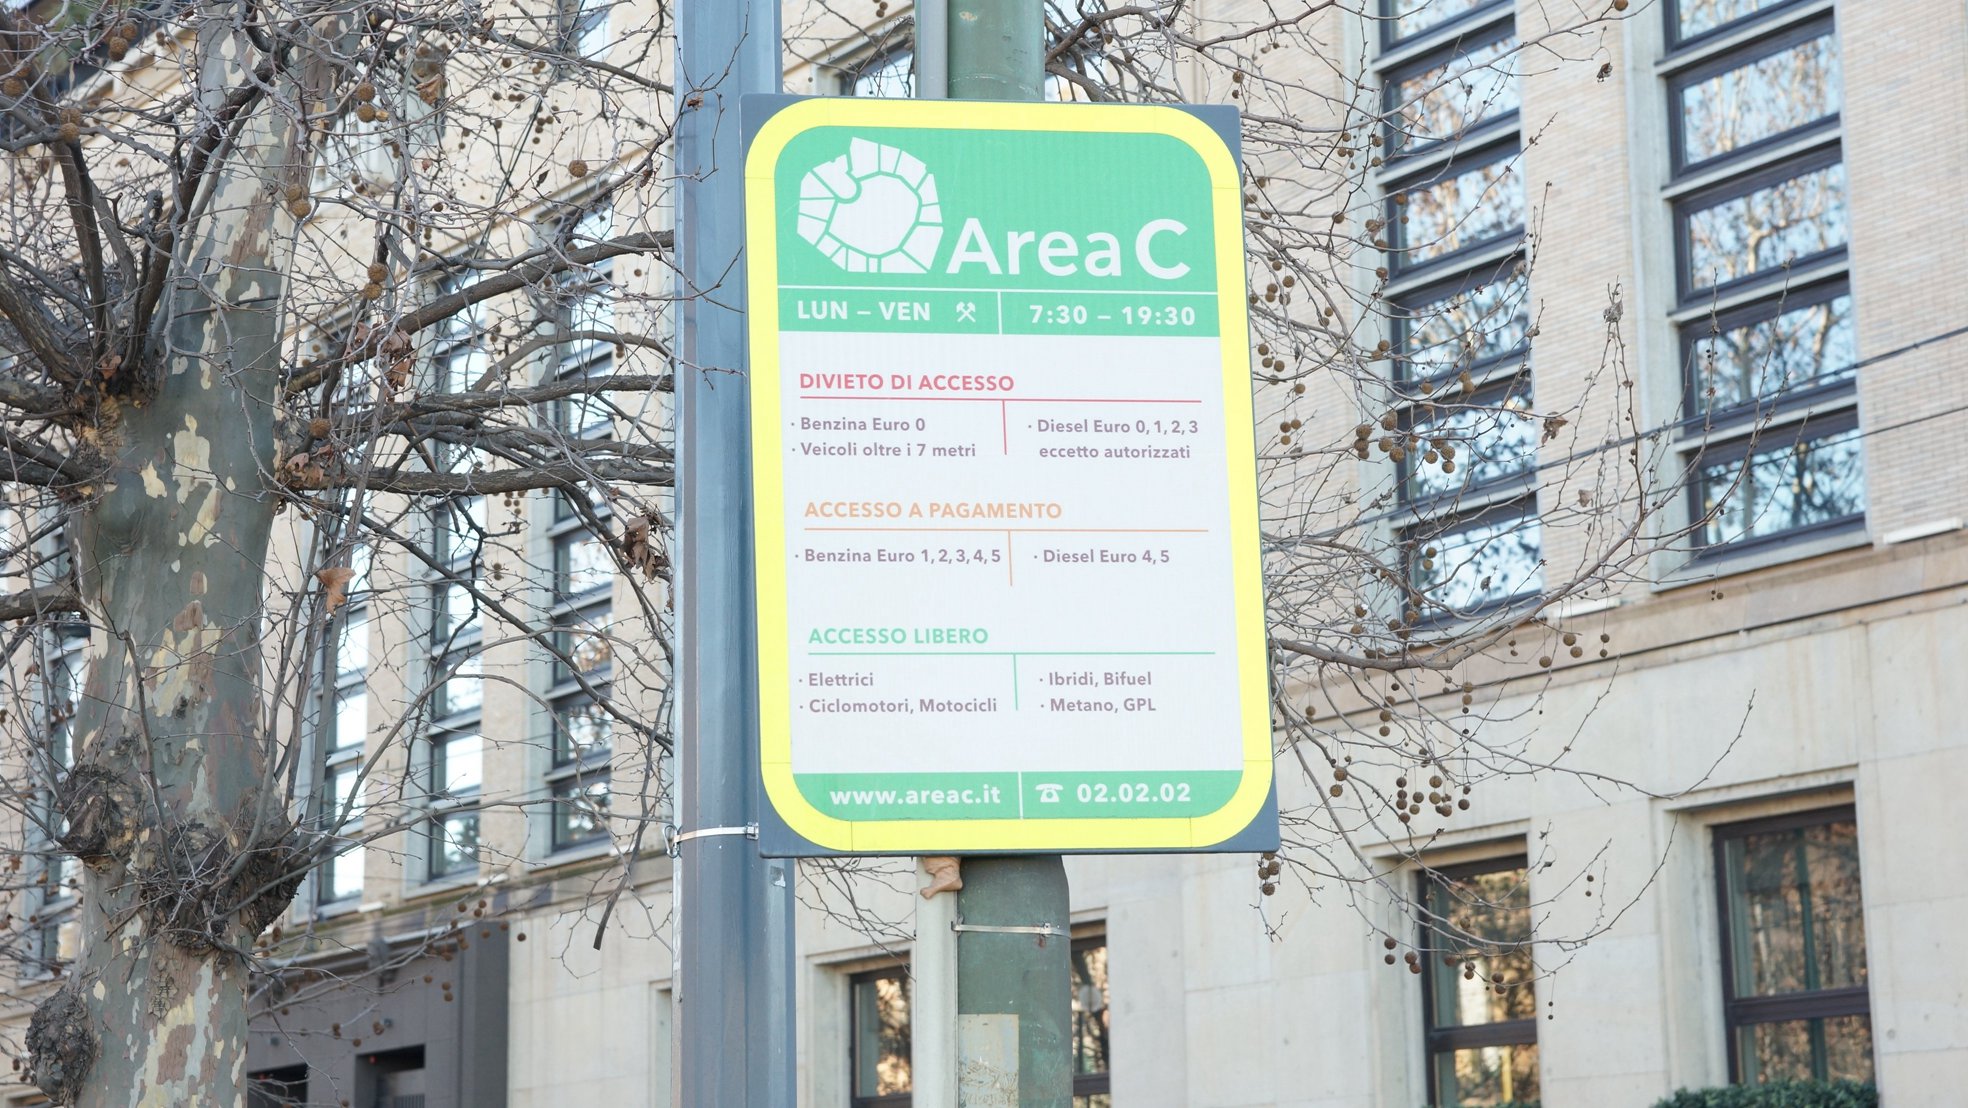 Area C
LUN – VEN ⚒ 7:30 – 19:30
DIVIETO DI ACCESSO
· Benzina Euro 0
· Veicoli oltre i 7 metri
· Diesel Euro 0, 1, 2, 3
eccetto autorizzati
ACCESSO A PAGAMENTO
· Benzina Euro 1, 2, 3, 4, 5
· Diesel Euro 4, 5
ACCESSO LIBERO
· Elettrici
· Ciclomotori, Motocicli
· Ibridi, Bifuel
· Metano, GPL
www.areac.it ☎ 02.02.02